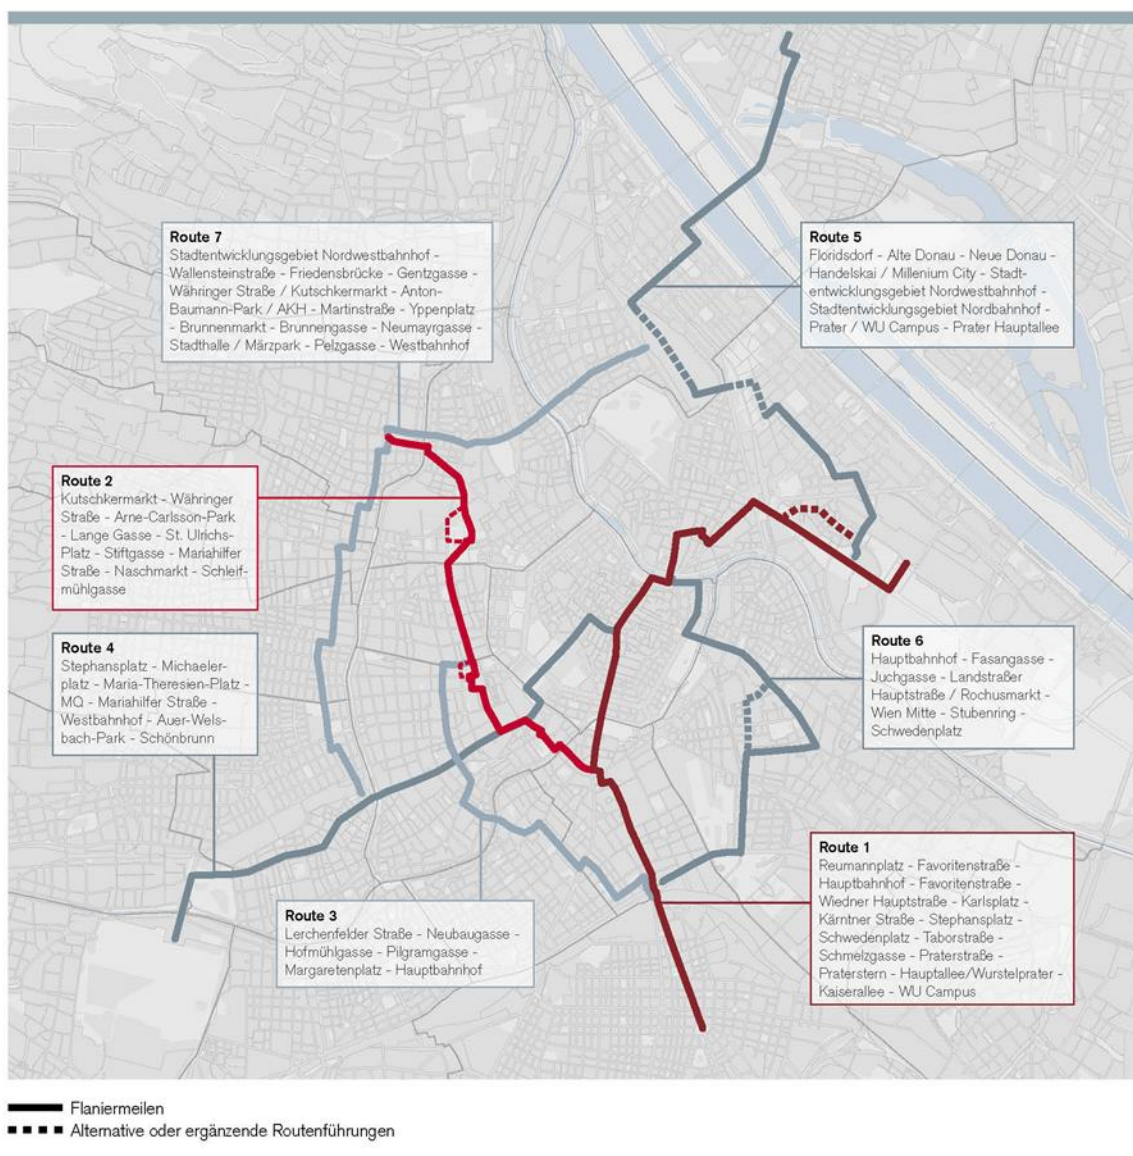 Route 7
Stadtentwicklungsgebiet Nordwestbahnhof -
Wallensteinstraße - Friedensbrücke - Gentzgasse -
Währinger Straße / Kutschkermarkt - Anton-
Baumann-Park / AKH - Martinstraße - Yppenplatz
- Brunnenmarkt - Brunnengasse - Neumayrgasse -
Stadthalle / Märzpark - Pelzgasse - Westbahnhof
Route 5
Floridsdorf - Alte Donau - Neue Donau -
Handelskai / Millenium City - Stadt-
entwicklungsgebiet Nordwestbahnhof -
Stadtentwicklungsgebiet Nordbahnhof -
Prater / WU Campus - Prater Hauptallee
Route 2
Kutschkermarkt - Währinger
Straße - Arne-Carlsson-Park
- Lange Gasse - St. Ulrichs-
Platz - Stiftgasse - Mariahilfer
Straße - Naschmarkt - Schleif-
mühlgasse
Route 4
Stephansplatz - Michaeler-
platz - Maria-Theresien-Platz -
MQ - Mariahilfer Straße -
Westbahnhof - Auer-Wels-
bach-Park - Schönbrunn
Route 6
Hauptbahnhof - Fasangasse -
Juchgasse - Landstraßer
Hauptstraße / Rochusmarkt -
Wien Mitte - Stubenring -
Schwedenplatz
Route 3
Lerchenfelder Straße - Neubaugasse -
Hofmühlgasse - Pilgramgasse -
Margaretenplatz - Hauptbahnhof
Route 1
Reumannplatz - Favoritenstraße -
Hauptbahnhof - Favoritenstraße -
Wiedner Hauptstraße - Karlsplatz -
Kärntner Straße - Stephansplatz -
Schwedenplatz - Taborstraße -
Schmelzgasse - Praterstraße -
Praterstern - Hauptallee/Wurstelprater -
Kaiserallee - WU Campus
Flaniermeilen
Alternative oder ergänzende Routenführungen